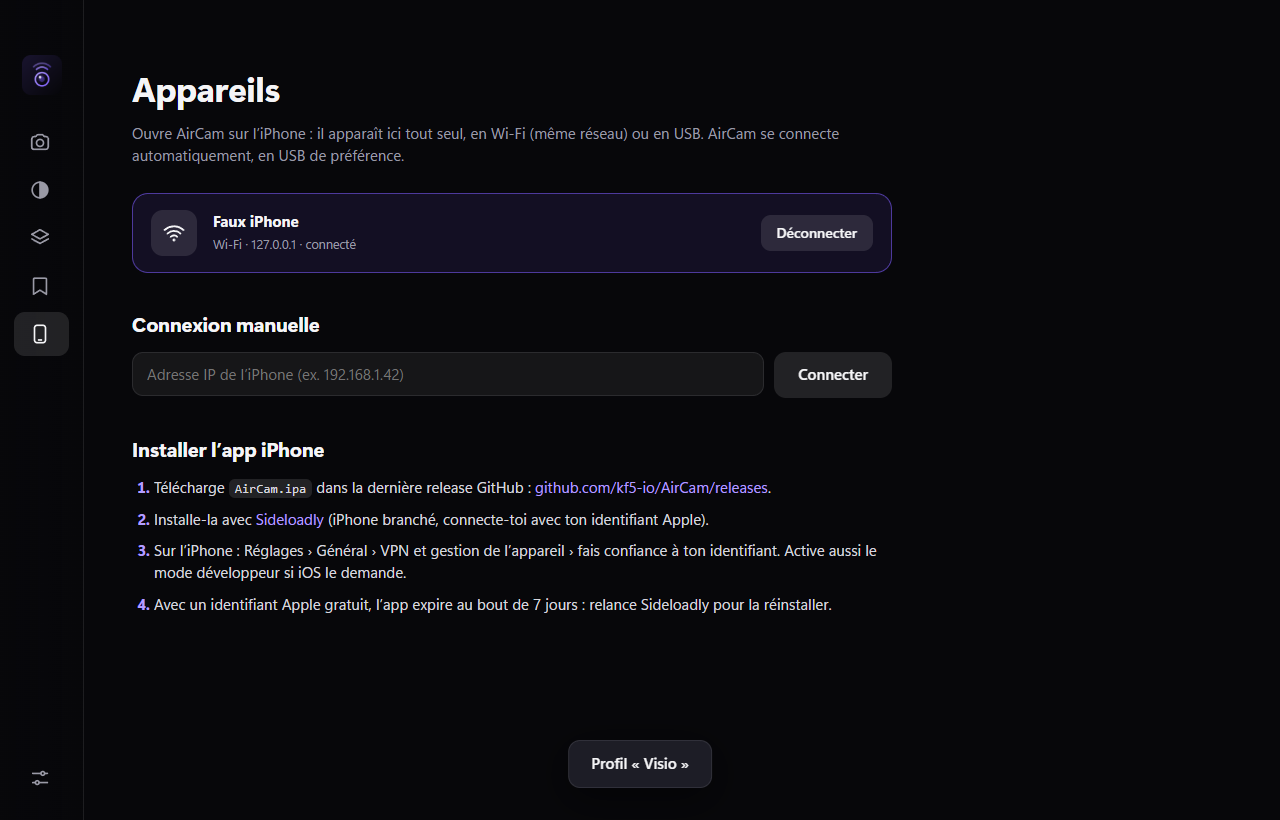 Appareils
Ouvre AirCam sur l’iPhone : il apparaît ici tout seul, en Wi-Fi (même réseau) ou en USB. AirCam se connecte
automatiquement, en USB de préférence.
Faux iPhone
Wi-Fi · 127.0.0.1 · connecté
Déconnecter
Connexion manuelle
Adresse IP de l’iPhone (ex. 192.168.1.42)
Connecter
Installer l’app iPhone
1. Télécharge AirCam.ipa dans la dernière release GitHub : github.com/kf5-io/AirCam/releases.
2. Installe-la avec Sideloadly (iPhone branché, connecte-toi avec ton identifiant Apple).
3. Sur l’iPhone : Réglages › Général › VPN et gestion de l’appareil › fais confiance à ton identifiant. Active aussi le
mode développeur si iOS le demande.
4. Avec un identifiant Apple gratuit, l’app expire au bout de 7 jours : relance Sideloadly pour la réinstaller.
Profil « Visio »